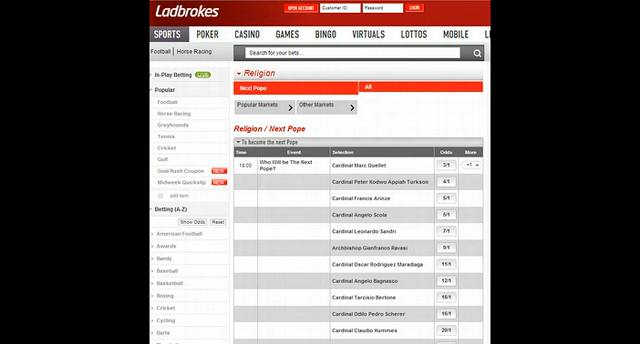 Ladbrokes
OPEN ACCOUNT Customer ID: Password LOGIN
SPORTS POKER CASINO GAMES BINGO VIRTUALS LOTTOS MOBILE
Football Horse Racing
Search for your bets...
In-Play Betting LIVE
Popular
Football
Horse Racing
Greyhounds
Tennis
Cricket
Golf
Goal Rush Coupon NEW
Midweek Quickslip NEW
add item
Betting (A-Z)
Show Odds Reset
American Football
Awards
Bandy
Baseball
Basketball
Boxing
Cricket
Cycling
Darts
Religion
Next Pope All
Popular Markets Other Markets
Religion / Next Pope
To become the next Pope
Time Event Selection Odds More
18:00 Who Will be The Next Pope? Cardinal Marc Ouellet 3/1 +1
Cardinal Peter Kodwo Appiah Turkson 4/1
Cardinal Francis Arinze 5/1
Cardinal Angelo Scola 5/1
Cardinal Leonardo Sandri 7/1
Archbishop Gianfranco Ravasi 9/1
Cardinal Oscar Rodriguez Maradiaga 11/1
Cardinal Angelo Bagnasco 12/1
Cardinal Tarcisio Bertone 16/1
Cardinal Odilo Pedro Scherer 16/1
Cardinal Claudio Hummes 20/1